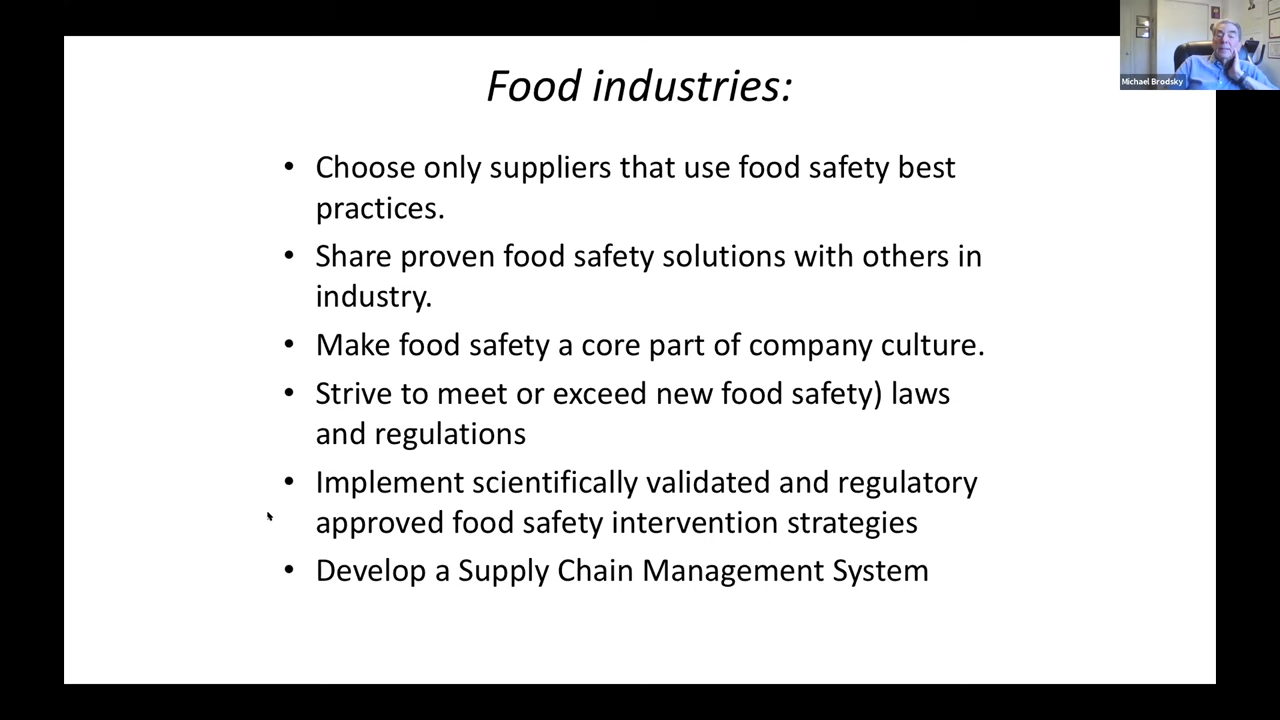 Food industries:
• Choose only suppliers that use food safety best
practices.
• Share proven food safety solutions with others in
industry.
• Make food safety a core part of company culture.
• Strive to meet or exceed new food safety) laws
and regulations
• Implement scientifically validated and regulatory
approved food safety intervention strategies
• Develop a Supply Chain Management System
Michael Brodsky